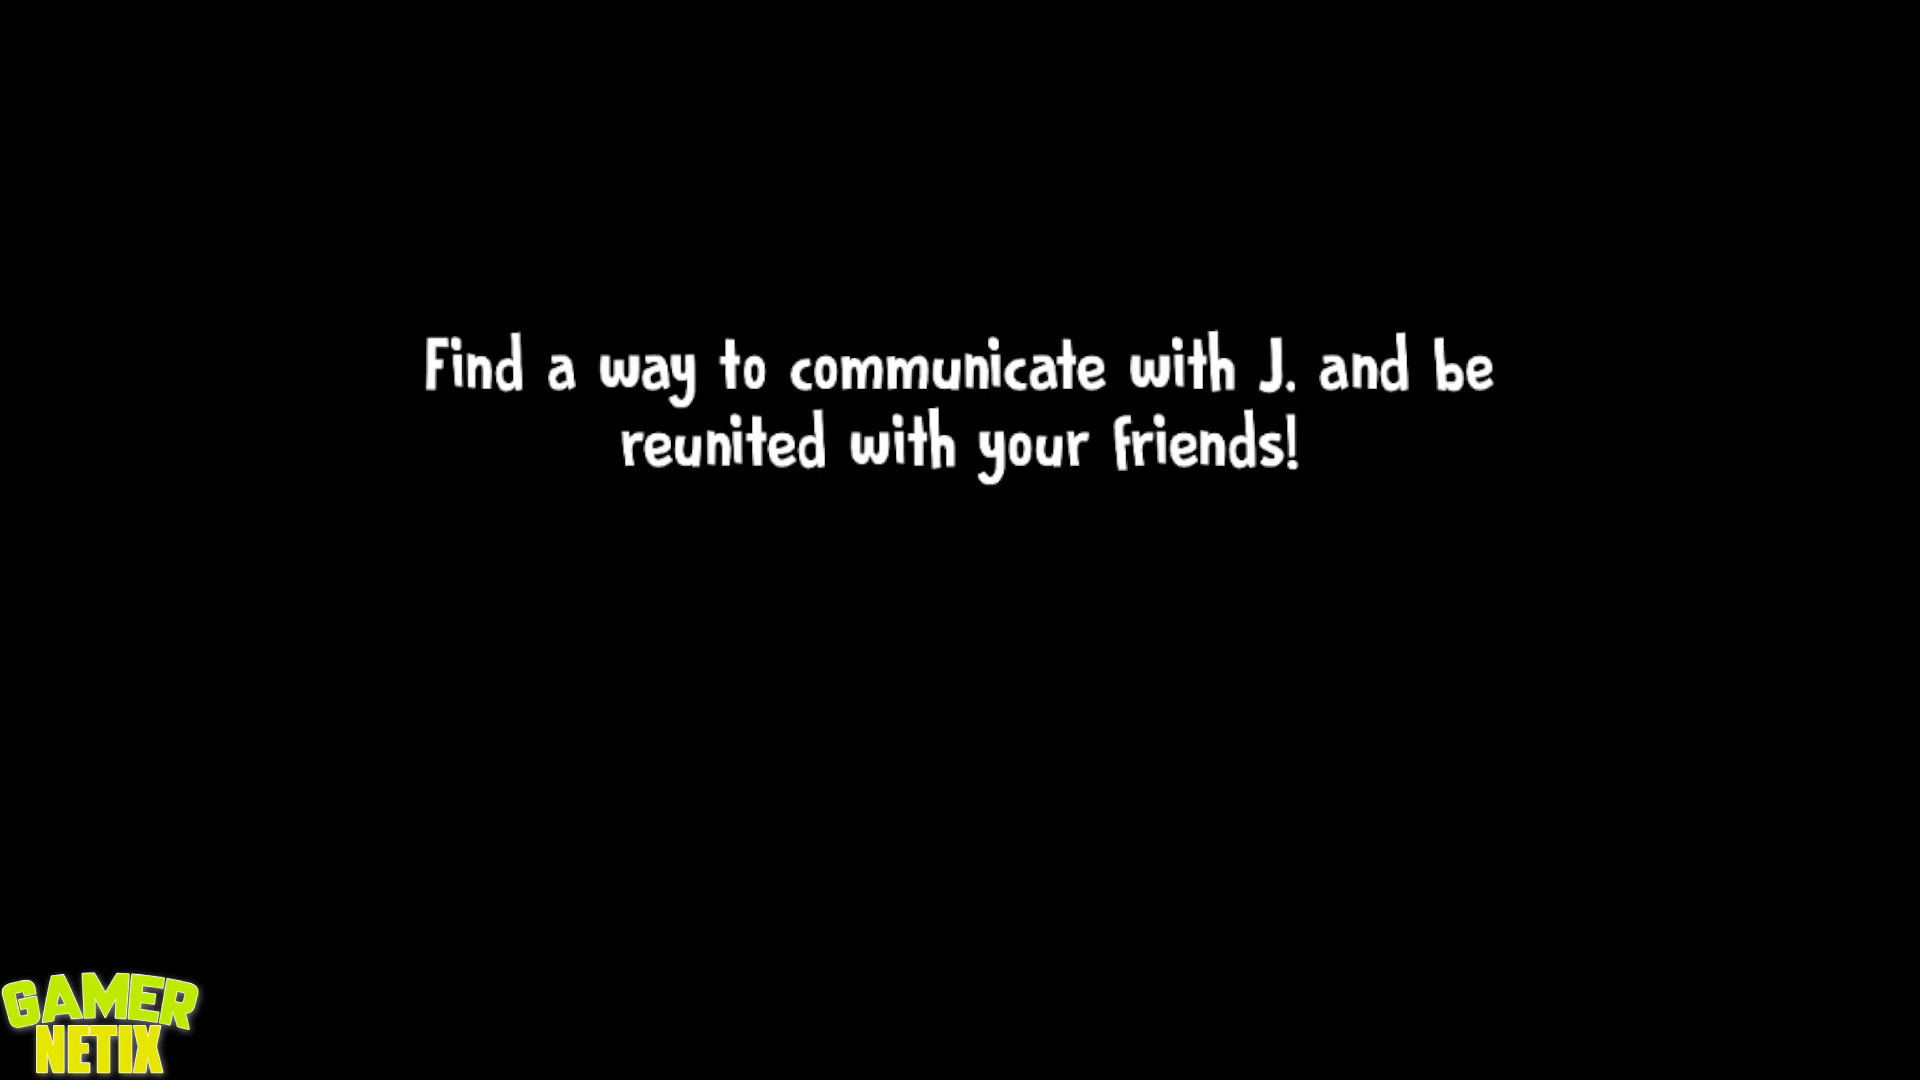 Find a way to communicate with J. and be
reunited with your friends!
GAMER
NETIX